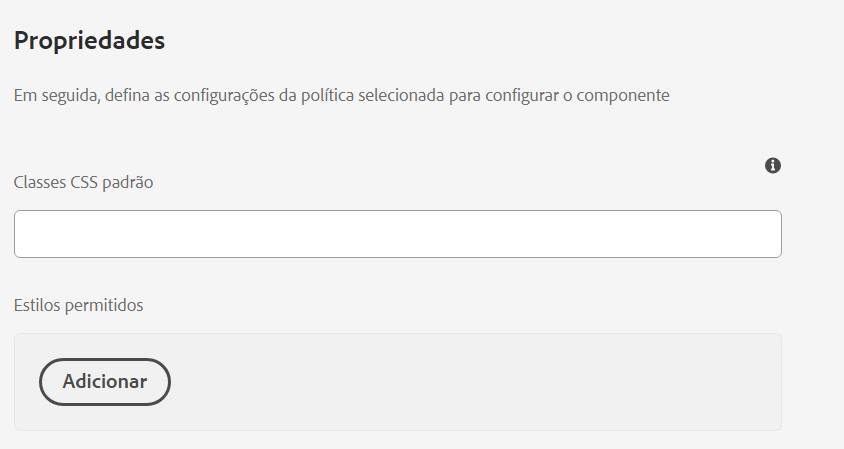 Propriedades
Em seguida, defina as configurações da política selecionada para configurar o componente
Classes CSS padrão
Estilos permitidos
Adicionar